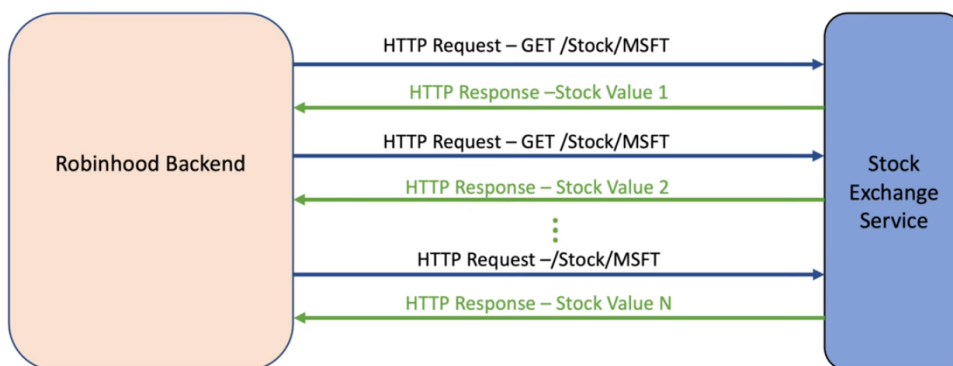 HTTP Request – GET /Stock/MSFT
HTTP Response –Stock Value 1
HTTP Request – GET /Stock/MSFT
Robinhood Backend
HTTP Response – Stock Value 2
Stock
Exchange
Service
HTTP Request –/Stock/MSFT
HTTP Response – Stock Value N